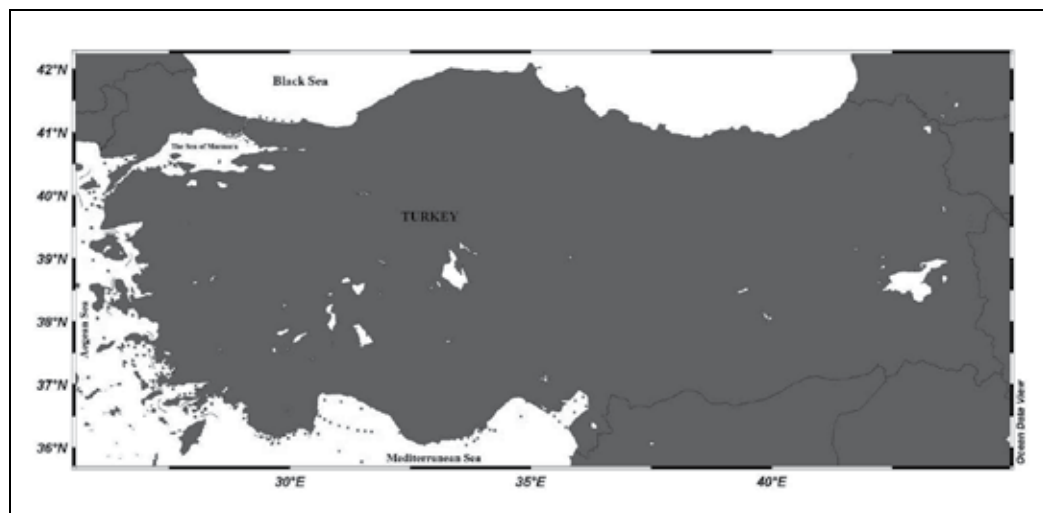 42°N
Black Sea
41°N
The Sea of Marmara
40°N
TURKEY
39°N
Aegean Sea
38°N
37°N
36°N
Mediterranean Sea
Ocean Data View
30°E
35°E
40°E